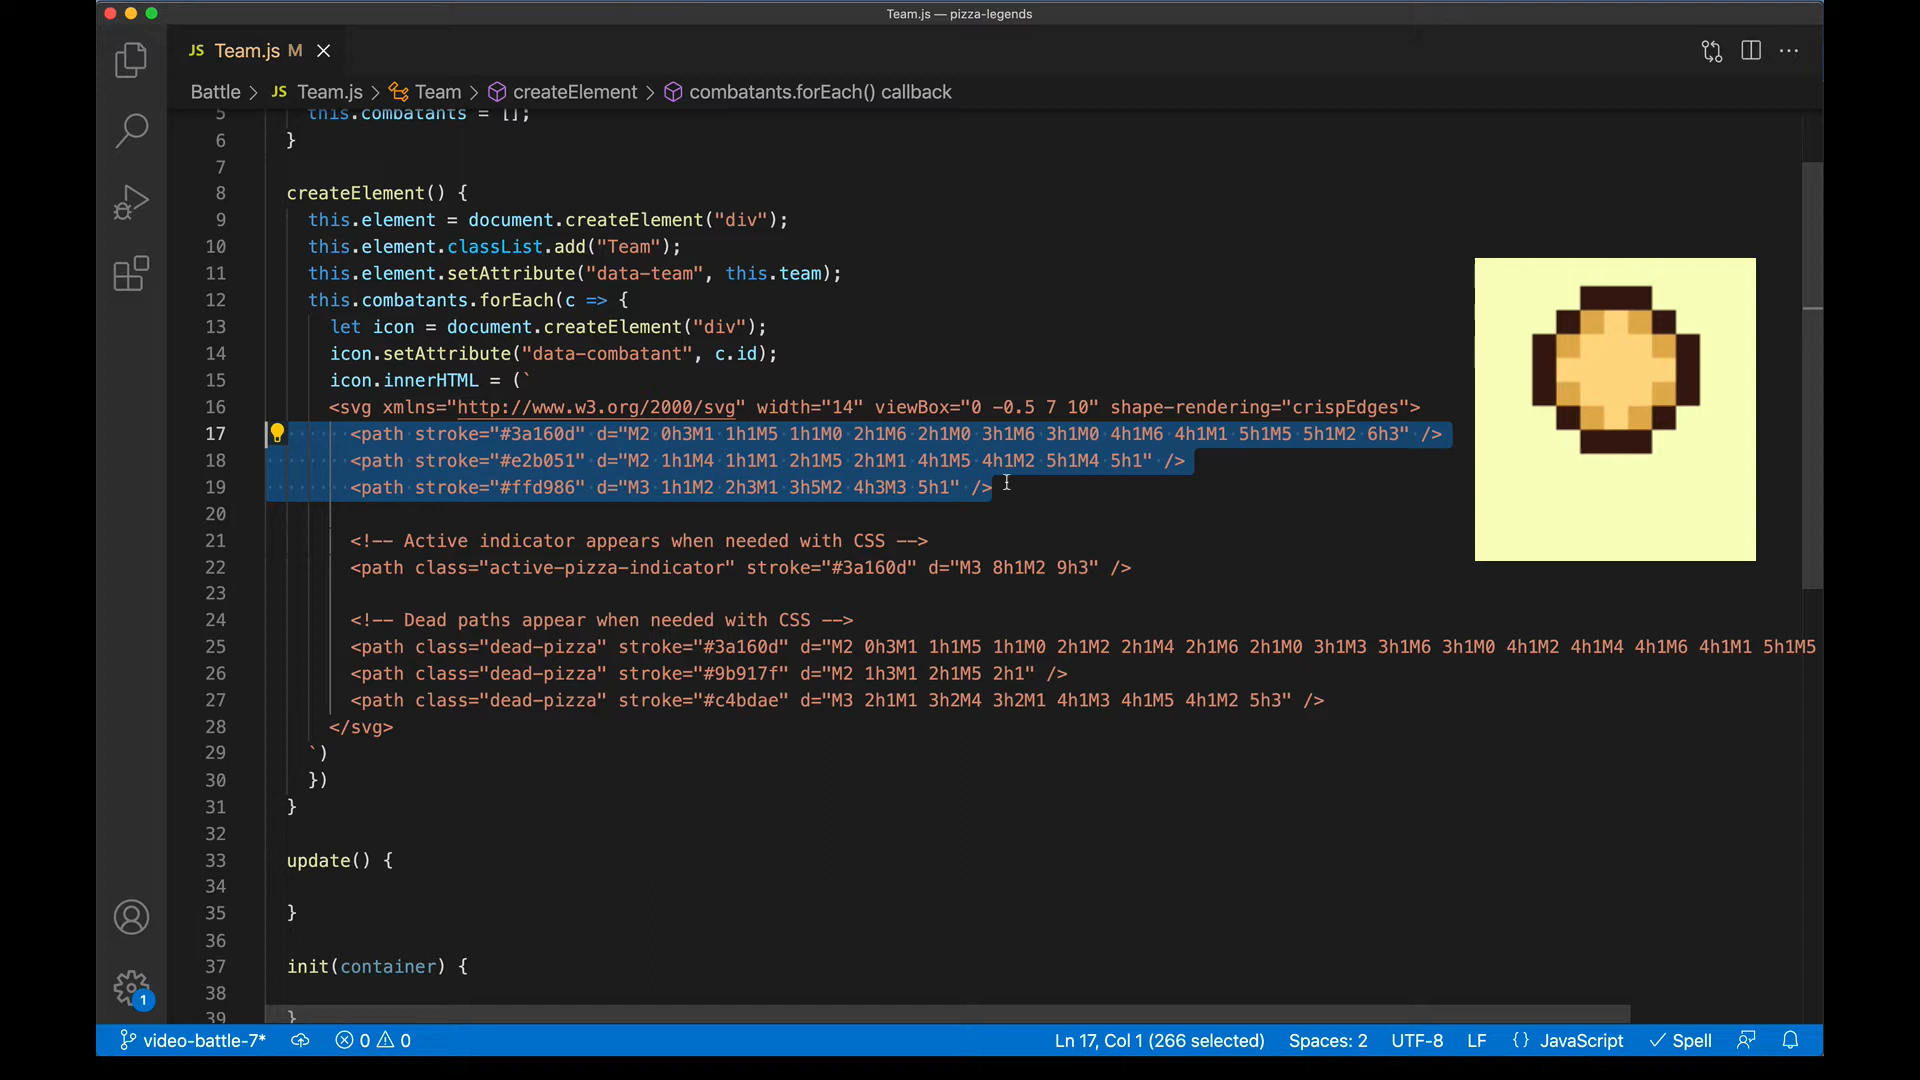 Team.js — pizza-legends
JS Team.js M
Battle > JS Team.js > Team > createElement > combatants.forEach() callback
5 this.combatants = [];
6 }
7
8 createElement() {
9 this.element = document.createElement("div");
10 this.element.classList.add("Team");
11 this.element.setAttribute("data-team", this.team);
12 this.combatants.forEach(c => {
13 let icon = document.createElement("div");
14 icon.setAttribute("data-combatant", c.id);
15 icon.innerHTML = (`
16 <svg xmlns="http://www.w3.org/2000/svg" width="14" viewBox="0 -0.5 7 10" shape-rendering="crispEdges">
17 <path stroke="#3a160d" d="M2 0h3M1 1h1M5 1h1M0 2h1M6 2h1M0 3h1M6 3h1M0 4h1M6 4h1M1 5h1M5 5h1M2 6h3" />
18 <path stroke="#e2b051" d="M2 1h1M4 1h1M1 2h1M5 2h1M1 4h1M5 4h1M2 5h1M4 5h1" />
19 <path stroke="#ffd986" d="M3 1h1M2 2h3M1 3h5M2 4h3M3 5h1" />
20
21 <!-- Active indicator appears when needed with CSS -->
22 <path class="active-pizza-indicator" stroke="#3a160d" d="M3 8h1M2 9h3" />
23
24 <!-- Dead paths appear when needed with CSS -->
25 <path class="dead-pizza" stroke="#3a160d" d="M2 0h3M1 1h1M5 1h1M0 2h1M2 2h1M4 2h1M6 2h1M0 3h1M3 3h1M6 3h1M0 4h1M2 4h1M4 4h1M6 4h1M1 5h1M5
26 <path class="dead-pizza" stroke="#9b917f" d="M2 1h3M1 2h1M5 2h1" />
27 <path class="dead-pizza" stroke="#c4bdae" d="M3 2h1M1 3h2M4 3h2M1 4h1M3 4h1M5 4h1M2 5h3" />
28 </svg>
29 `)
30 })
31 }
32
33 update() {
34
35 }
36
37 init(container) {
38
39 }
1
video-battle-7* 0 0 Ln 17, Col 1 (266 selected) Spaces: 2 UTF-8 LF {} JavaScript Spell